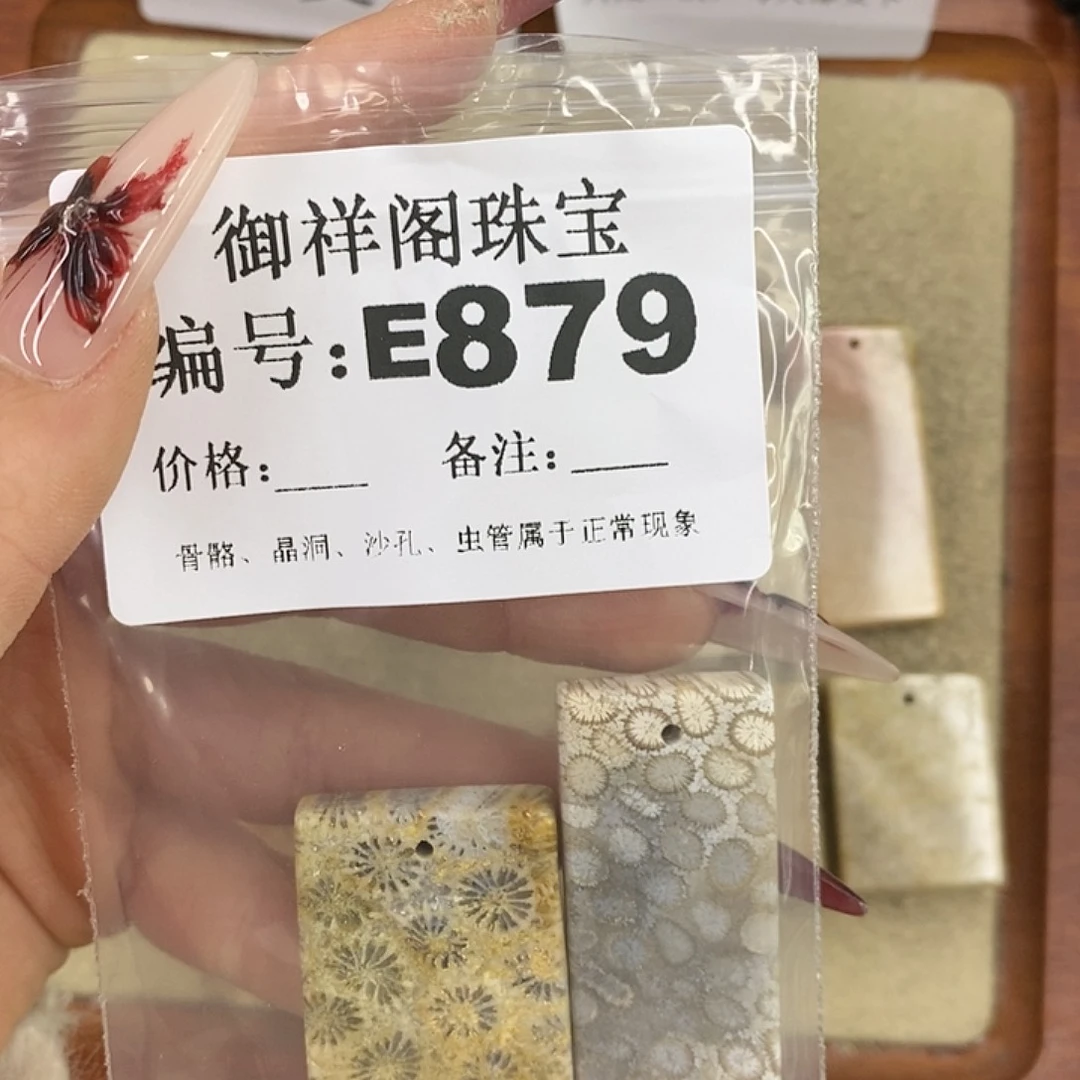 御祥阁珠宝
编号:E879
价格:___ 备注:____
骨骼、晶洞、沙孔、虫管属于正常现象